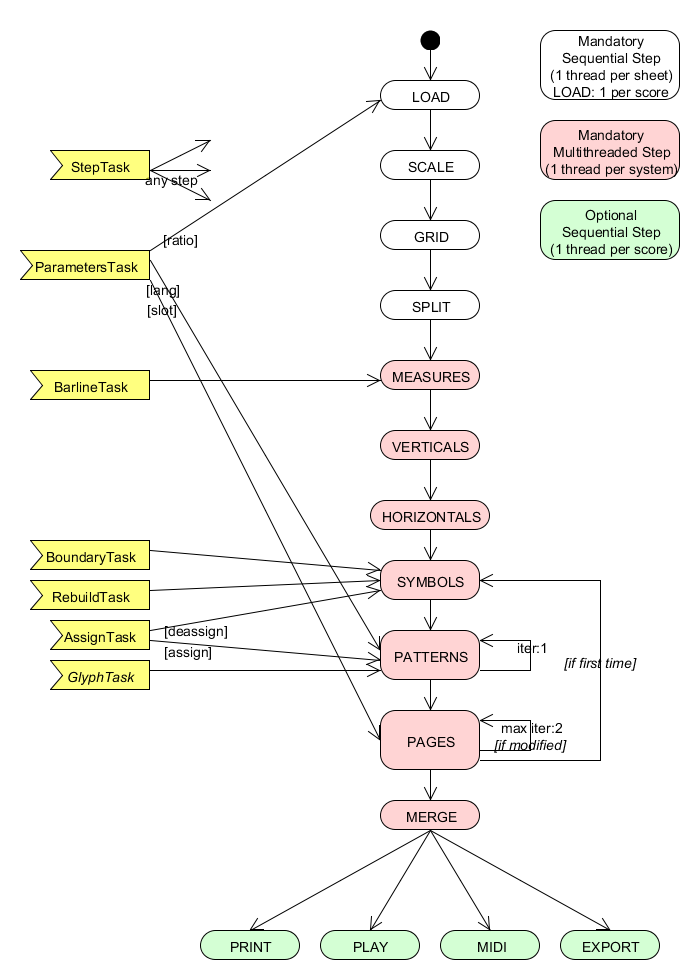 Mandatory
Sequential Step
(1 thread per sheet)
LOAD: 1 per score
LOAD
Mandatory
Multithreaded Step
(1 thread per system)
StepTask
any step
SCALE
Optional
Sequential Step
(1 thread per score)
GRID
[ratio]
ParametersTask
[lang]
[slot]
SPLIT
BarlineTask
MEASURES
VERTICALS
HORIZONTALS
BoundaryTask
SYMBOLS
RebuildTask
AssignTask
[deassign]
[assign]
GlyphTask
PATTERNS
iter:1
[if first time]
PAGES
max iter:2
[if modified]
MERGE
PRINT
PLAY
MIDI
EXPORT